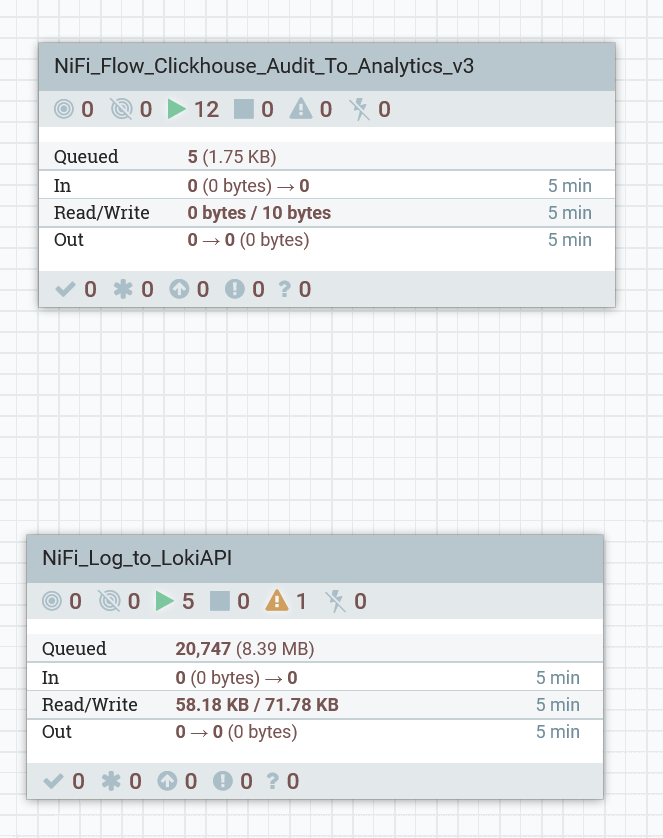 NiFi_Flow_Clickhouse_Audit_To_Analytics_v3
0 0 12 0 0 0
Queued 5 (1.75 KB)
In 0 (0 bytes) → 0 5 min
Read/Write 0 bytes / 10 bytes 5 min
Out 0 → 0 (0 bytes) 5 min
0 0 0 0 ? 0
NiFi_Log_to_LokiAPI
0 0 5 0 1 0
Queued 20,747 (8.39 MB)
In 0 (0 bytes) → 0 5 min
Read/Write 58.18 KB / 71.78 KB 5 min
Out 0 → 0 (0 bytes) 5 min
0 0 0 0 ? 0